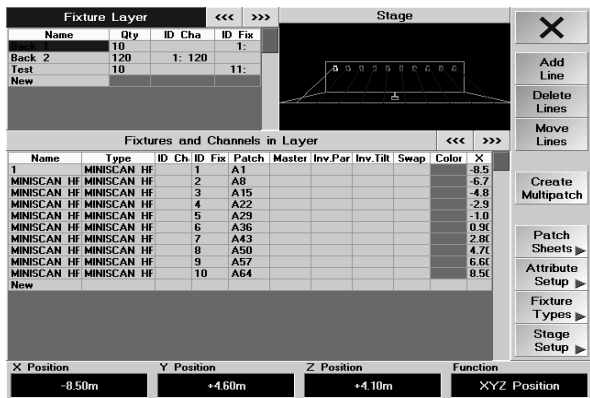 Fixture Layer <<< >>> Stage
Name Qty ID Cha ID Fix
Back 1 10 1:
Back 2 120 1: 120
Test 10 11:
New
Add Line
Delete Lines
Move Lines
Fixtures and Channels in Layer <<< >>>
Name Type ID Ch. ID Fix Patch Master Inv.Par Inv.Tilt Swap Color X
1 MINISCAN HF 1 A1 -8.5
MINISCAN HF MINISCAN HF 2 A8 -6.7
MINISCAN HF MINISCAN HF 3 A15 -4.8
MINISCAN HF MINISCAN HF 4 A22 -2.9
MINISCAN HF MINISCAN HF 5 A29 -1.0
MINISCAN HF MINISCAN HF 6 A36 0.90
MINISCAN HF MINISCAN HF 7 A43 2.80
MINISCAN HF MINISCAN HF 8 A50 4.70
MINISCAN HF MINISCAN HF 9 A57 6.60
MINISCAN HF MINISCAN HF 10 A64 8.50
New
Create Multipatch
Patch Sheets
Attribute Setup
Fixture Types
Stage Setup
X Position Y Position Z Position Function
-8.50m +4.60m +4.10m XYZ Position